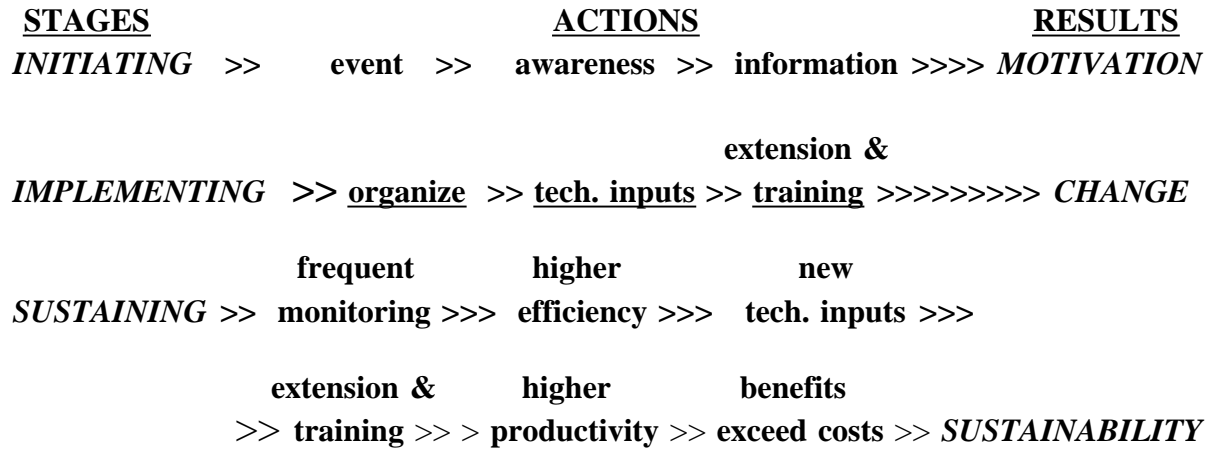 STAGES ACTIONS RESULTS
INITIATING >> event >> awareness >> information >>>> MOTIVATION
extension &
IMPLEMENTING >> organize >> tech. inputs >> training >>>>>>>>> CHANGE
frequent higher new
SUSTAINING >> monitoring >>> efficiency >>> tech. inputs >>>
extension & higher benefits
>> training >> > productivity >> exceed costs >> SUSTAINABILITY